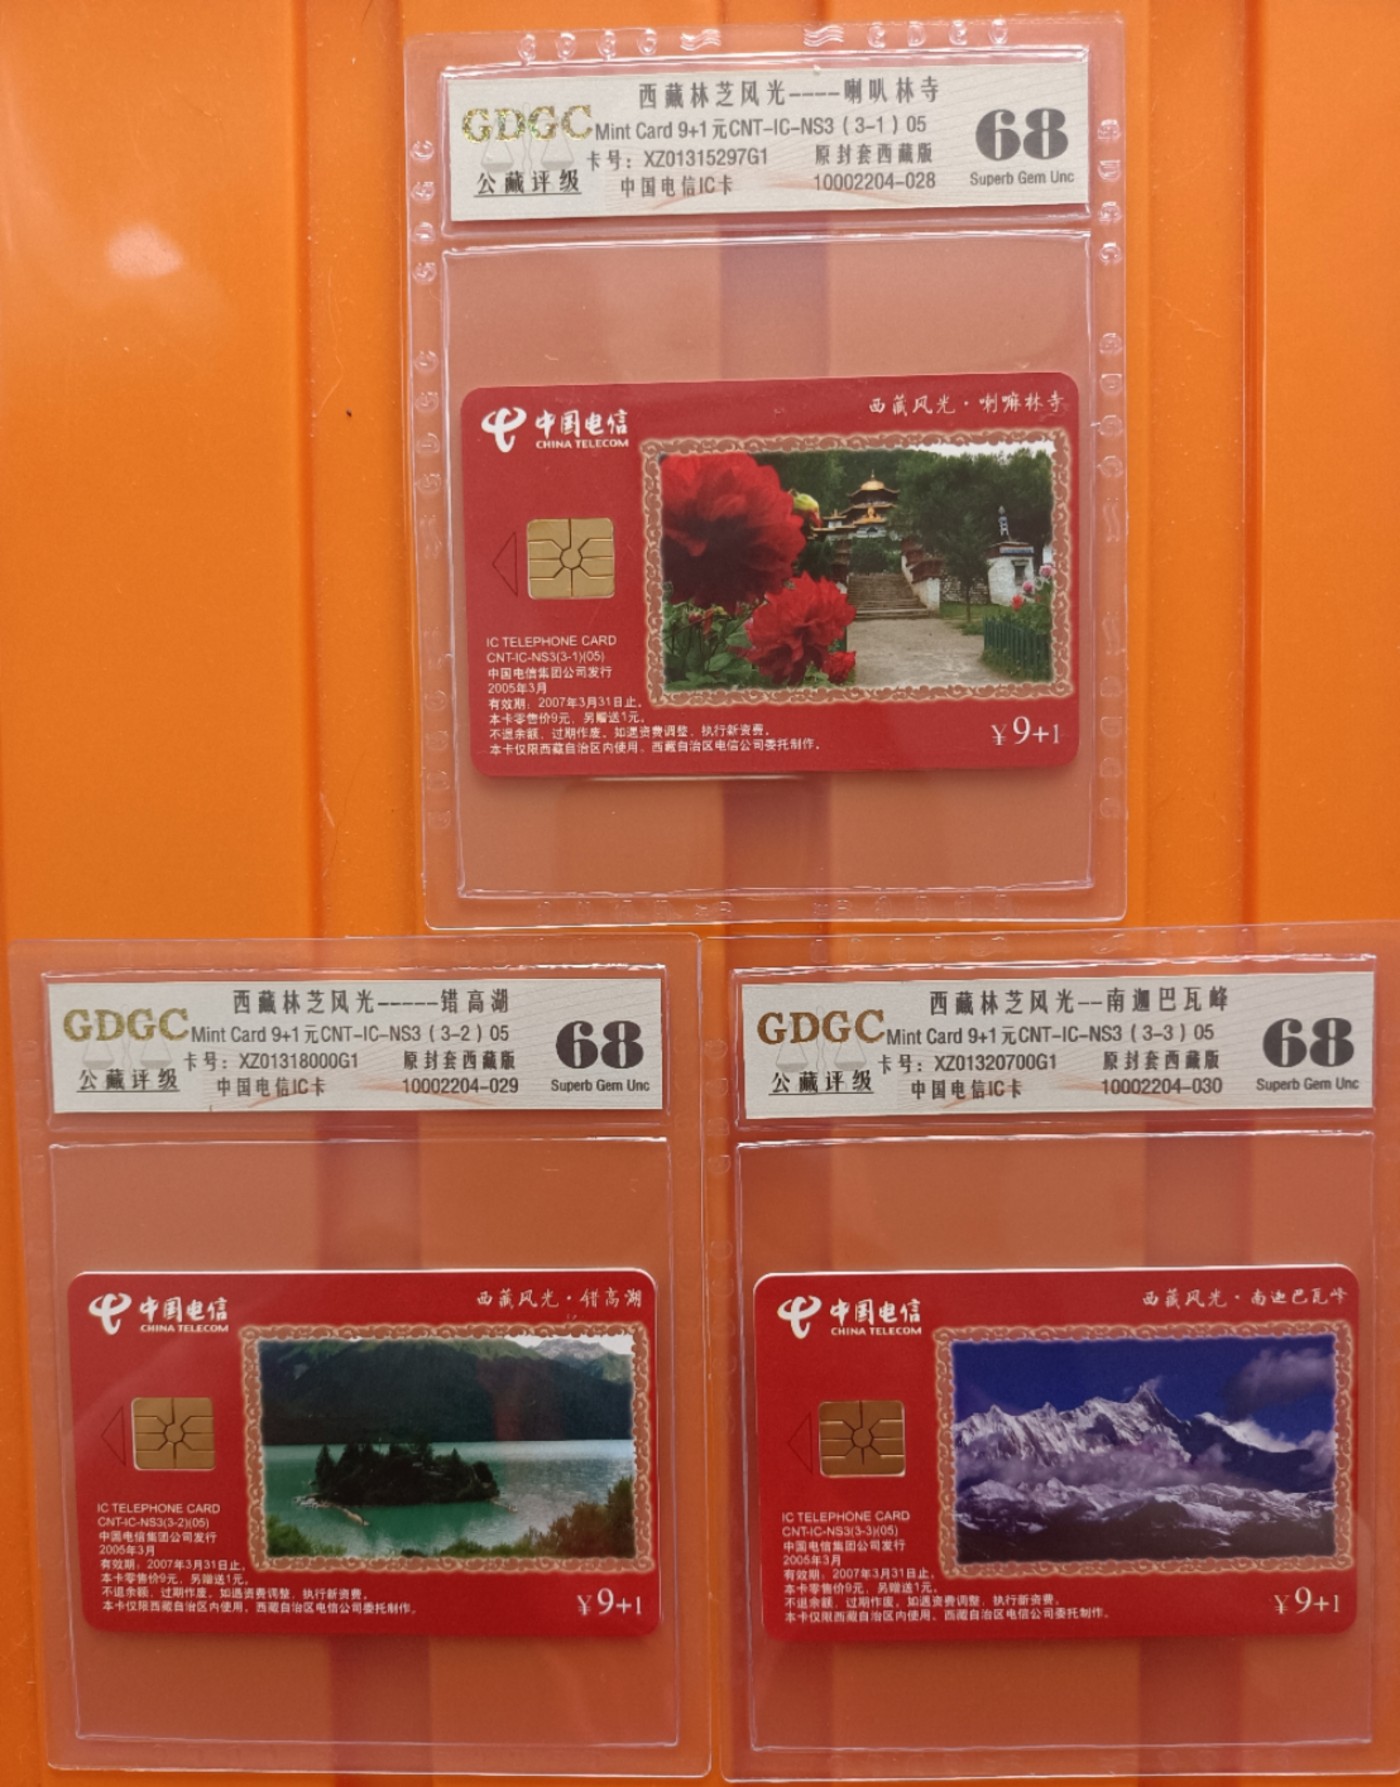 西藏林芝风光----喇叭林寺
GDGC Mint Card 9+1元CNT-IC-NS3（3-1）05
68
卡号：XZ01315297G1 原封套西藏版
公藏评级 中国电信IC卡 10002204-028
Superb Gem Unc
中国电信
CHINA TELECOM
西藏风光·喇嘛林寺
IC TELEPHONE CARD
CNT-IC-NS3(3-1)(05)
中国电信集团公司发行
2005年3月
有效期：2007年3月31日止。
本卡零售价9元，另赠送1元。
不退余额，过期作废。如遇资费调整，执行新资费。
本卡仅限西藏自治区内使用。西藏自治区电信公司委托制作。
¥9+1
西藏林芝风光-----错高湖
GDGC Mint Card 9+1元CNT-IC-NS3（3-2）05
68
卡号：XZ01318000G1 原封套西藏版
公藏评级 中国电信IC卡 10002204-029
Superb Gem Unc
中国电信
CHINA TELECOM
西藏风光·错高湖
IC TELEPHONE CARD
CNT-IC-NS3(3-2)(05)
中国电信集团公司发行
2005年3月
有效期：2007年3月31日止。
本卡零售价9元，另赠送1元。
不退余额，过期作废。如遇资费调整，执行新资费。
本卡仅限西藏自治区内使用。西藏自治区电信公司委托制作。
¥9+1
西藏林芝风光--南迦巴瓦峰
GDGC Mint Card 9+1元CNT-IC-NS3（3-3）05
68
卡号：XZ01320700G1 原封套西藏版
公藏评级 中国电信IC卡 10002204-030
Superb Gem Unc
中国电信
CHINA TELECOM
西藏风光·南迦巴瓦峰
IC TELEPHONE CARD
CNT-IC-NS3(3-3)(05)
中国电信集团公司发行
2005年3月
有效期：2007年3月31日止。
本卡零售价9元，另赠送1元。
不退余额，过期作废。如遇资费调整，执行新资费。
本卡仅限西藏自治区内使用。西藏自治区电信公司委托制作。
¥9+1